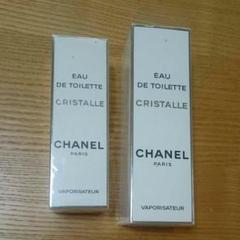 EAU
DE TOILETTE
CRISTALLE
CHANEL
PARIS
VAPORISATEUR
EAU
DE TOILETTE
CRISTALLE
CHANEL
PARIS
VAPORISATEUR